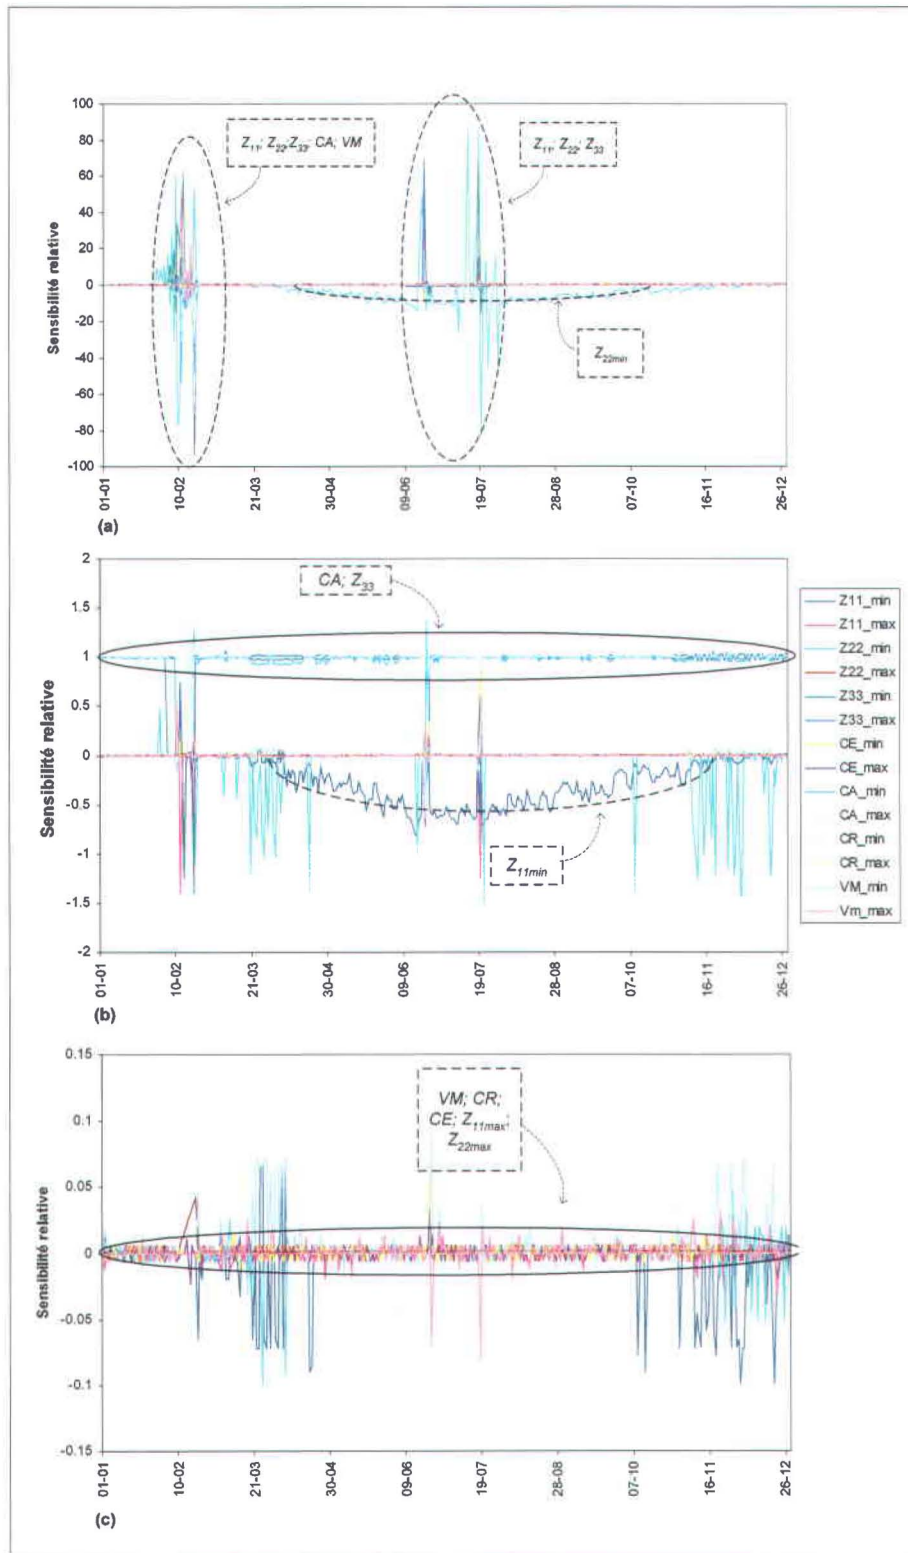 100
80
60
40
20
0
-20
-40
-60
-80
-100
Sensibilité relative
Z11; Z22; Z33; CA; VM
Z11; Z22; Z33
Z22min
01-01
10-02
21-03
30-04
09-06
19-07
28-08
07-10
16-11
26-12
(a)
2
1.5
1
0.5
0
-0.5
-1
-1.5
-2
Sensibilité relative
CA; Z33
Z11min
01-01
10-02
21-03
30-04
09-06
19-07
28-08
07-10
16-11
26-12
(b)
Z11_min
Z11_max
Z22_min
Z22_max
Z33_min
Z33_max
CE_min
CE_max
CA_min
CA_max
CR_min
CR_max
VM_min
Vm_max
0.15
0.1
0.05
0
-0.05
-0.1
-0.15
Sensibilité relative
VM; CR;
CE; Z11max;
Z22max
01-01
10-02
21-03
30-04
09-06
19-07
28-08
07-10
16-11
26-12
(c)